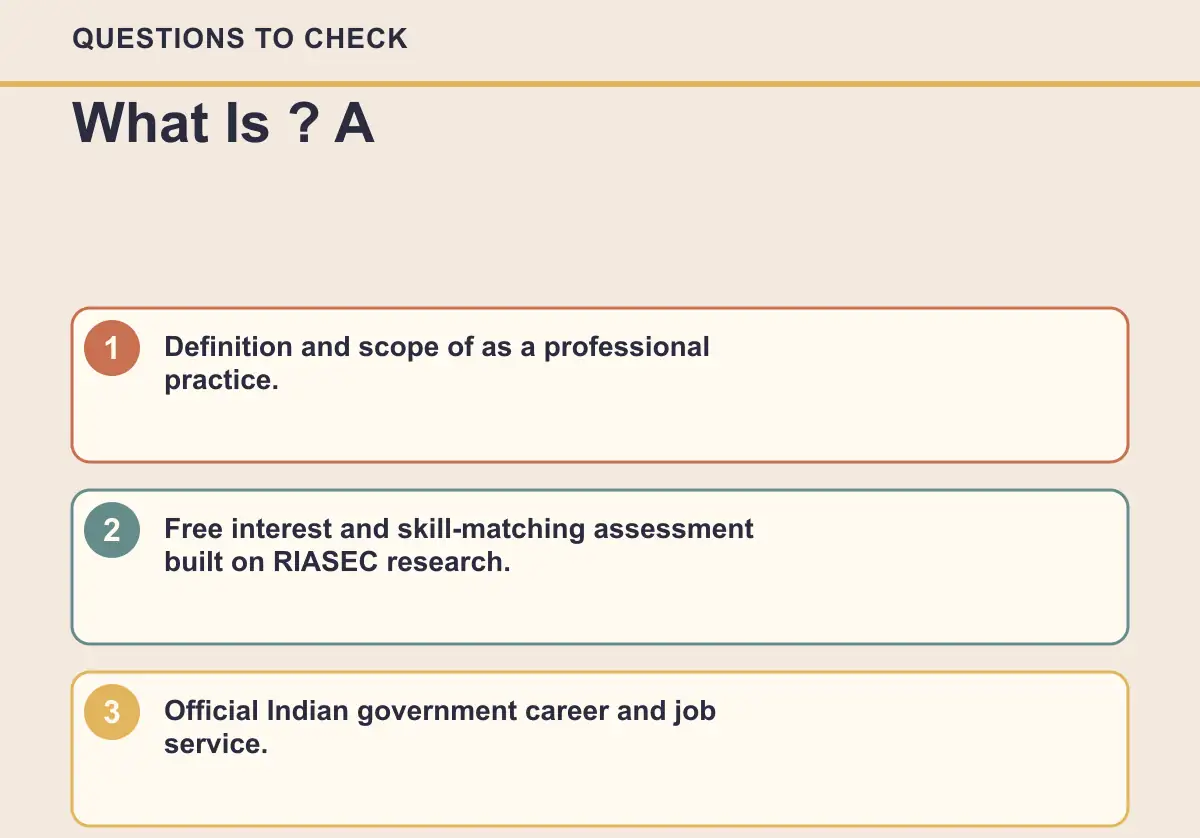 QUESTIONS TO CHECK
What Is ? A
1
Definition and scope of as a professional
practice.
2
Free interest and skill-matching assessment
built on RIASEC research.
3
Official Indian government career and job
service.